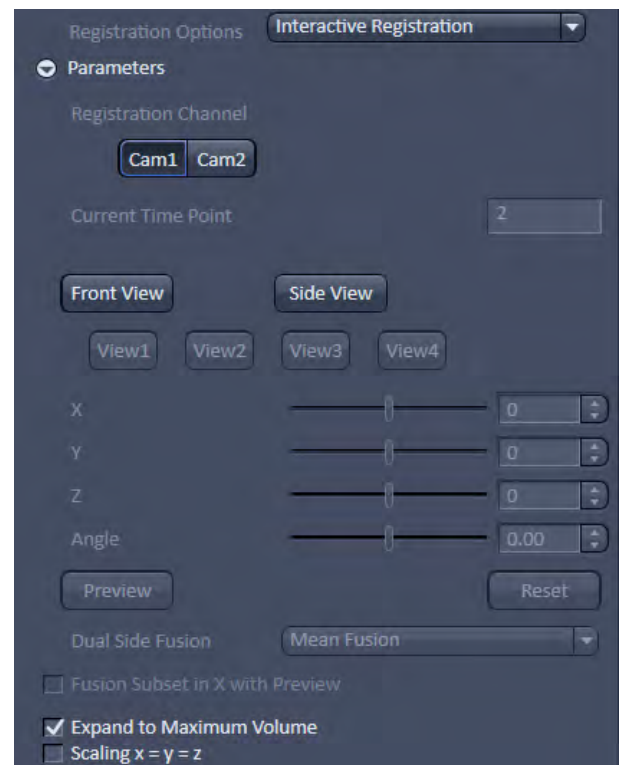 Registration Options Interactive Registration
Parameters
Registration Channel
Cam1 Cam2
Current Time Point 2
Front View Side View
View1 View2 View3 View4
X 0
Y 0
Z 0
Angle 0.00
Preview Reset
Dual Side Fusion Mean Fusion
Fusion Subset in X with Preview
Expand to Maximum Volume
Scaling x = y = z